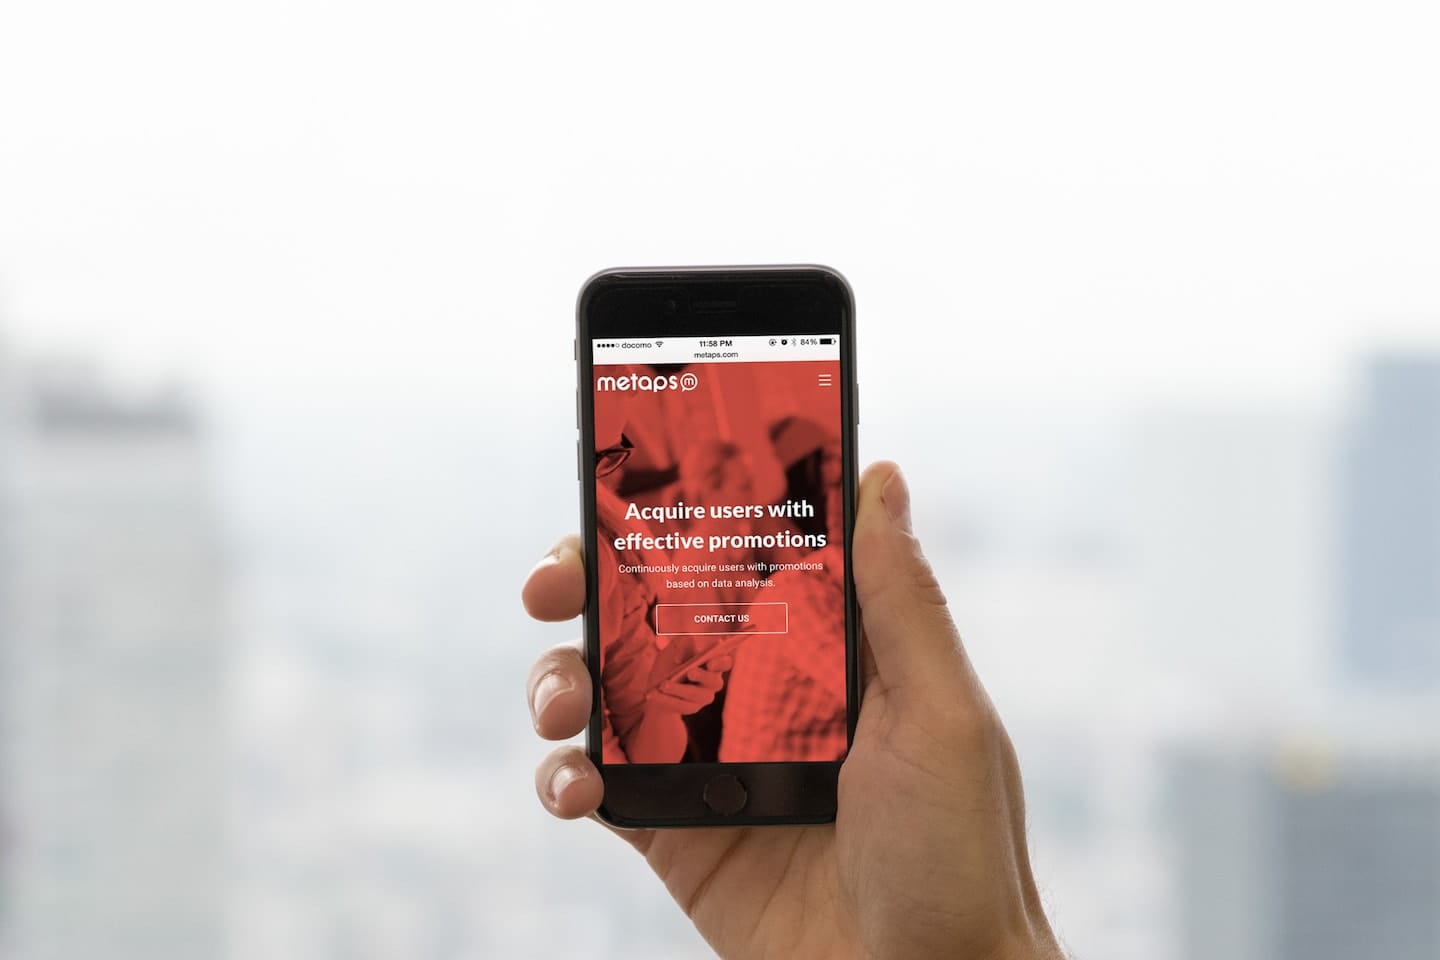 docomo 11:58 PM 84%
metaps.com
metaps m
Acquire users with
effective promotions
Continuously acquire users with promotions
based on data analysis.
CONTACT US